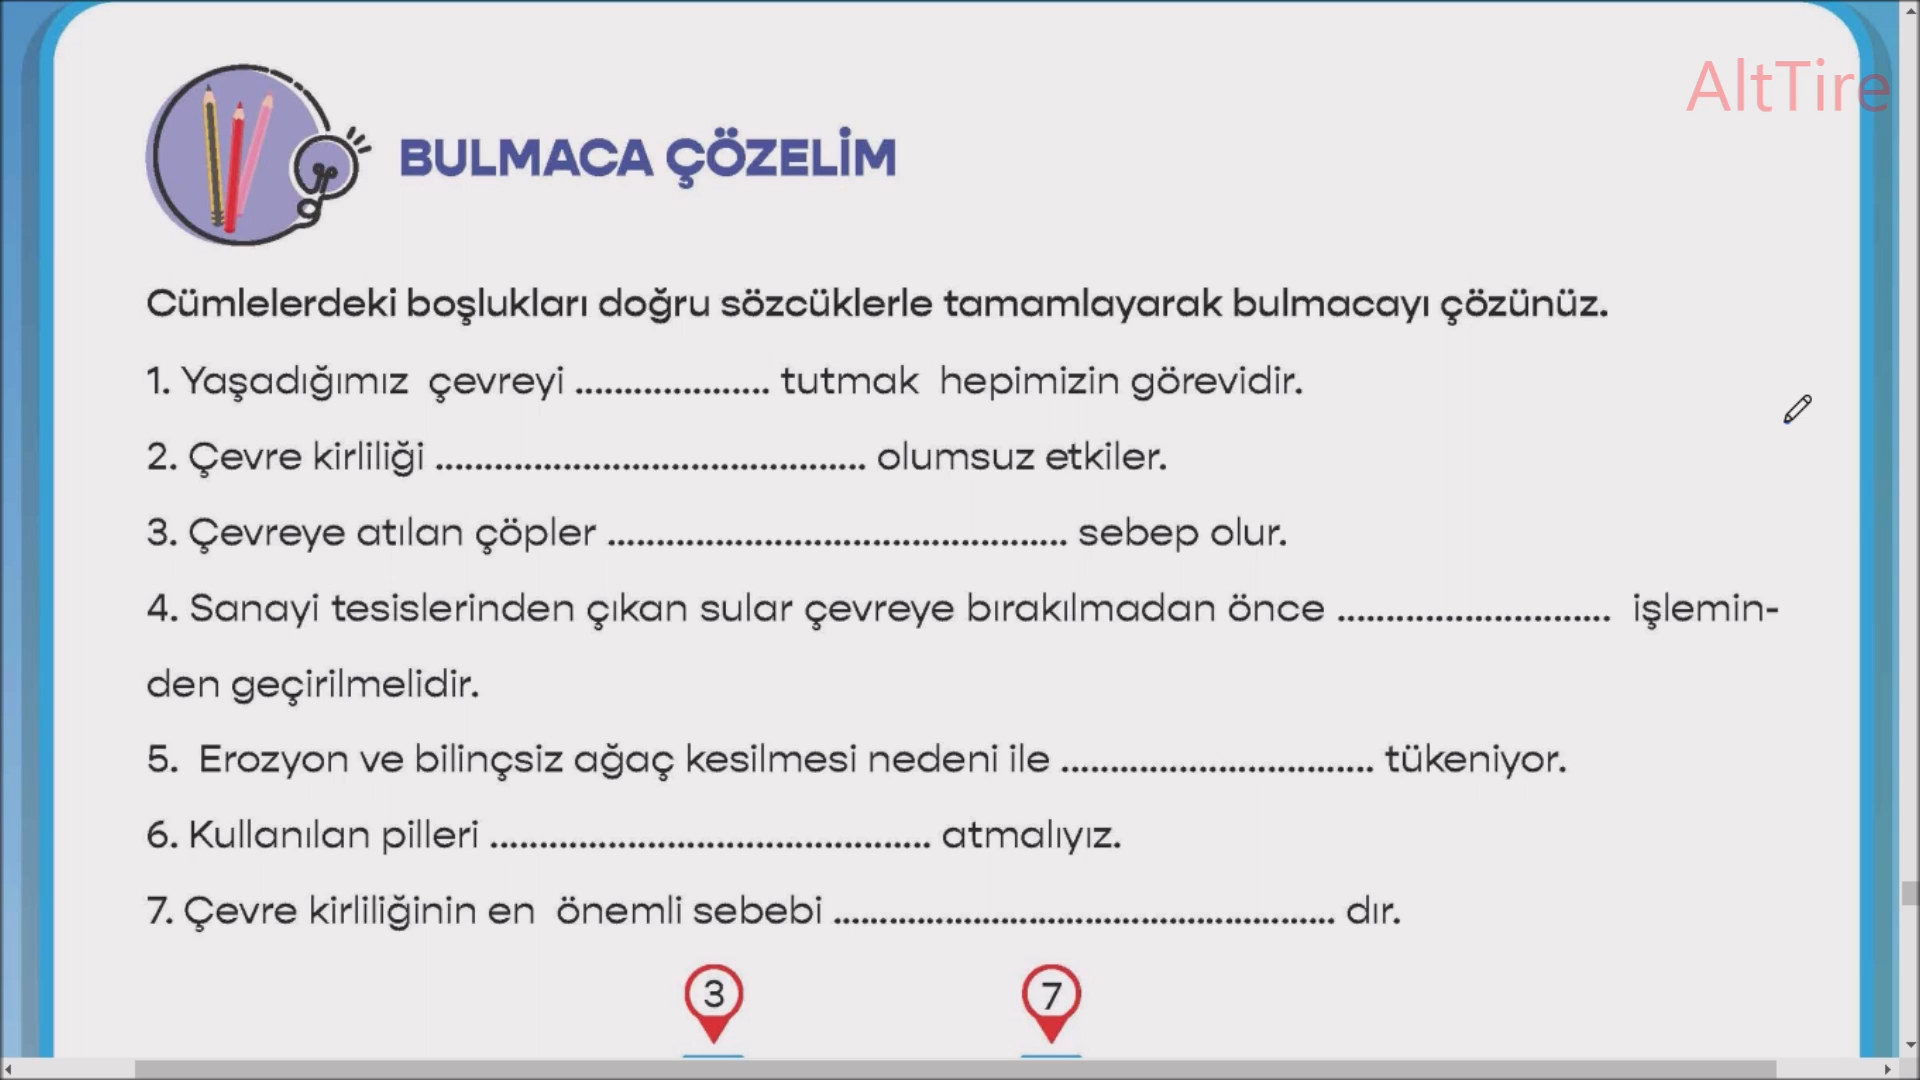 AltTire
BULMACA ÇÖZELİM
Cümlelerdeki boşlukları doğru sözcüklerle tamamlayarak bulmacayı çözünüz.
1. Yaşadığımız çevreyi .................... tutmak hepimizin görevidir.
2. Çevre kirliliği ............................................ olumsuz etkiler.
3. Çevreye atılan çöpler ............................................... sebep olur.
4. Sanayi tesislerinden çıkan sular çevreye bırakılmadan önce ............................ işlemin-
den geçirilmelidir.
5. Erozyon ve bilinçsiz ağaç kesilmesi nedeni ile ................................ tükeniyor.
6. Kullanılan pilleri ............................................. atmalıyız.
7. Çevre kirliliğinin en önemli sebebi ................................................... dır.
3 7